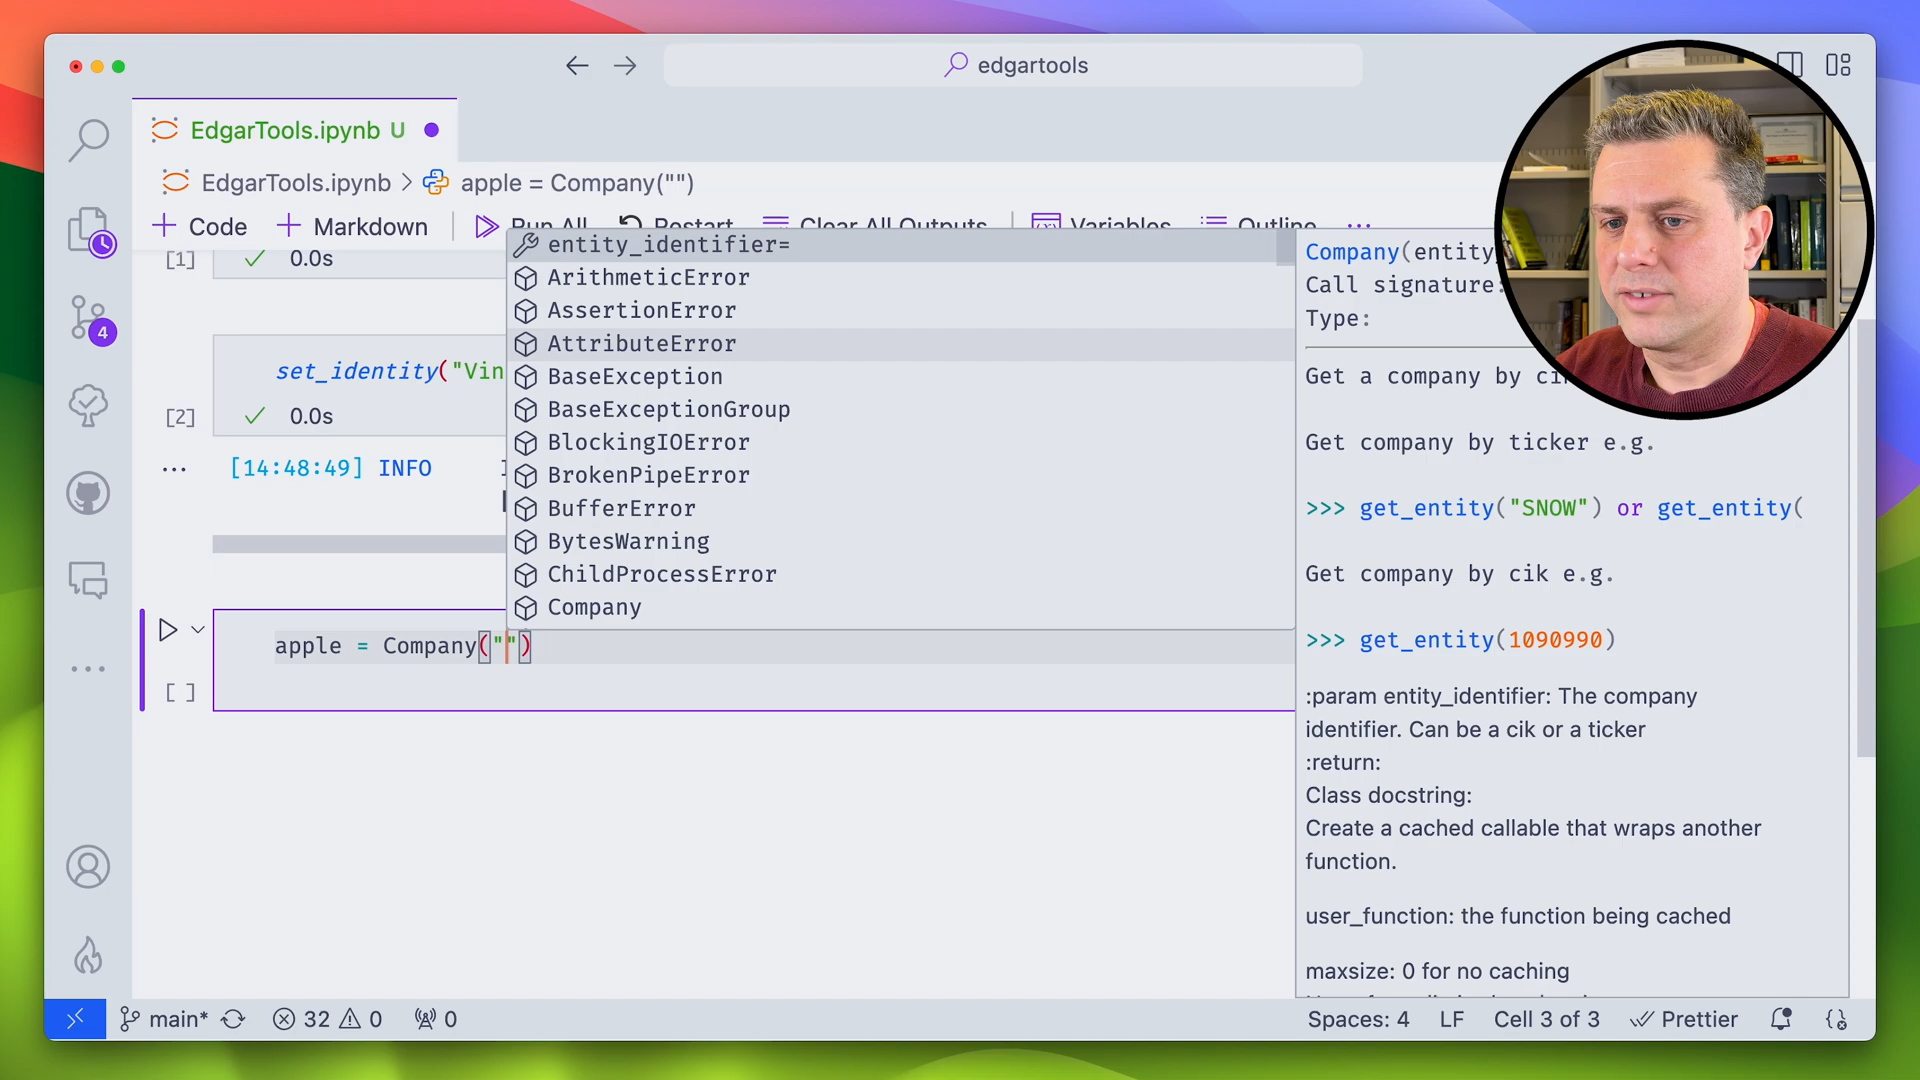 edgartools
EdgarTools.ipynb U
EdgarTools.ipynb > apple = Company("")
+ Code + Markdown Run All Restart Clear All Outputs Variables Outline ...
[1] 0.0s
set_identity("Vin
[2] 0.0s
... [14:48:49] INFO
apple = Company("")
[ ]
entity_identifier=
ArithmeticError
AssertionError
AttributeError
BaseException
BaseExceptionGroup
BlockingIOError
BrokenPipeError
BufferError
BytesWarning
ChildProcessError
Company
Company(entity
Call signature:
Type:
Get a company by
Get company by ticker e.g.
>>> get_entity("SNOW") or get_entity(
Get company by cik e.g.
>>> get_entity(1090990)
:param entity_identifier: The company
identifier. Can be a cik or a ticker
:return:
Class docstring:
Create a cached callable that wraps another
function.
user_function: the function being cached
maxsize: 0 for no caching
4
main* 32 0 0
Spaces: 4 LF Cell 3 of 3 Prettier